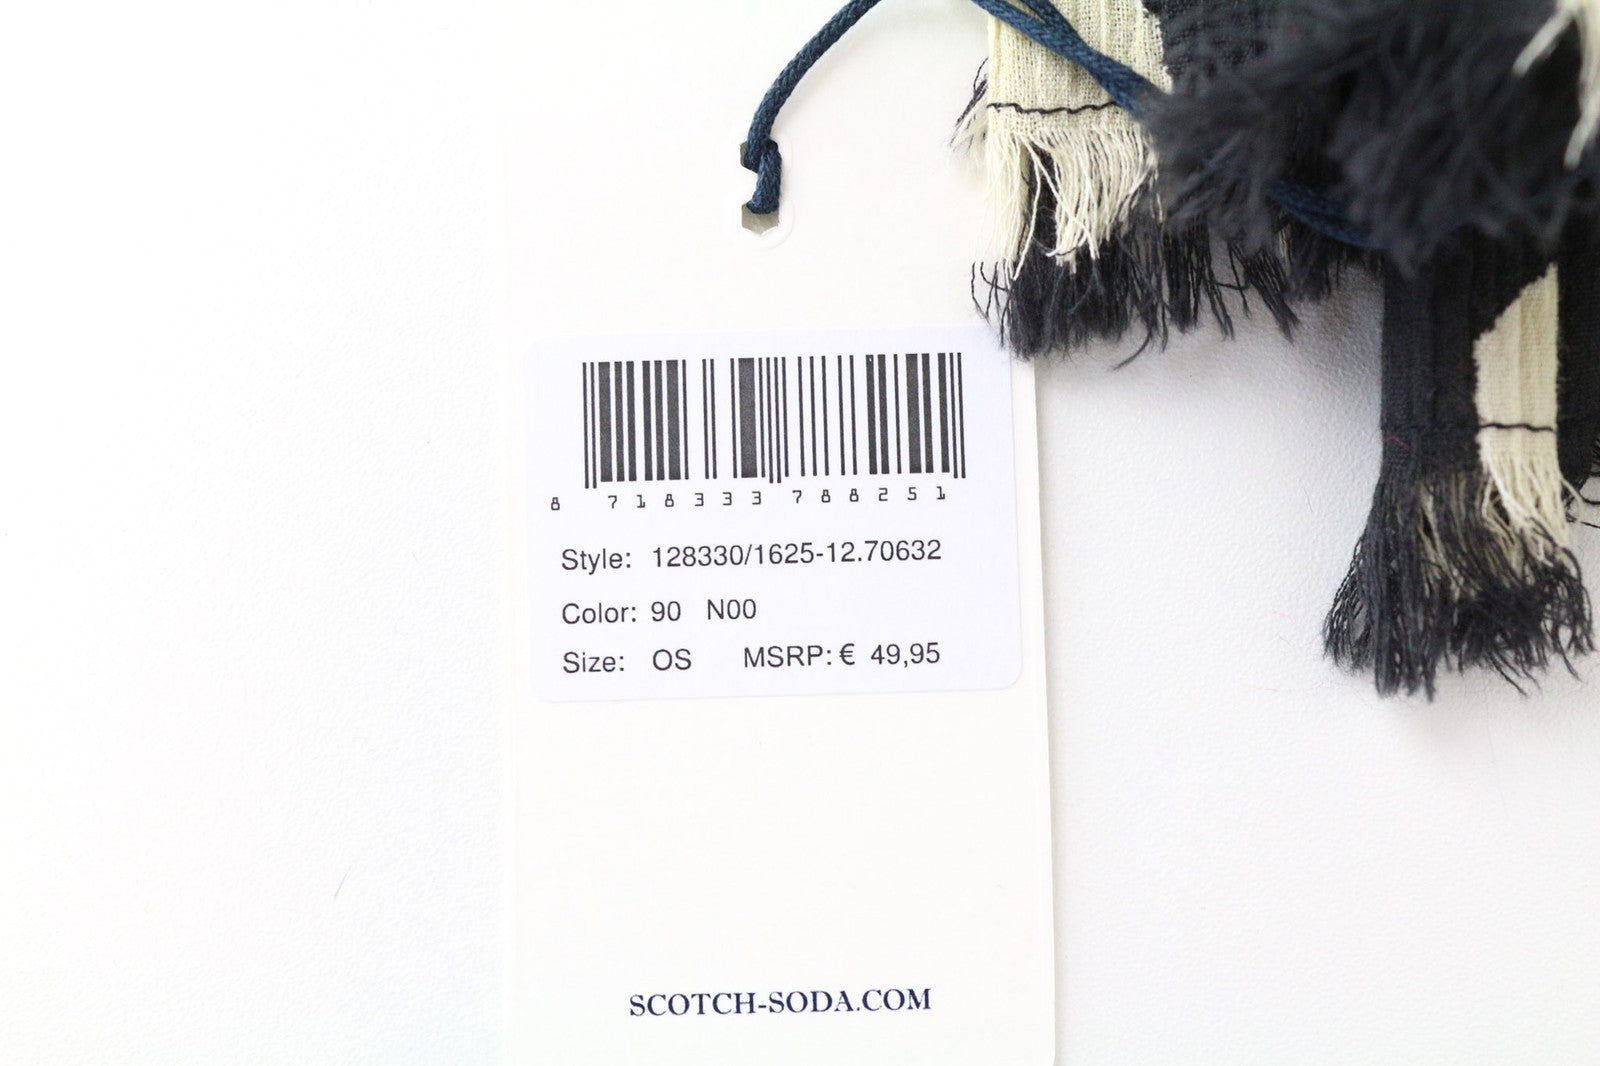 8 718333 788251
Style: 128330/1625-12.70632
Color: 90 N00
Size: OS MSRP: € 49,95
SCOTCH-SODA.COM